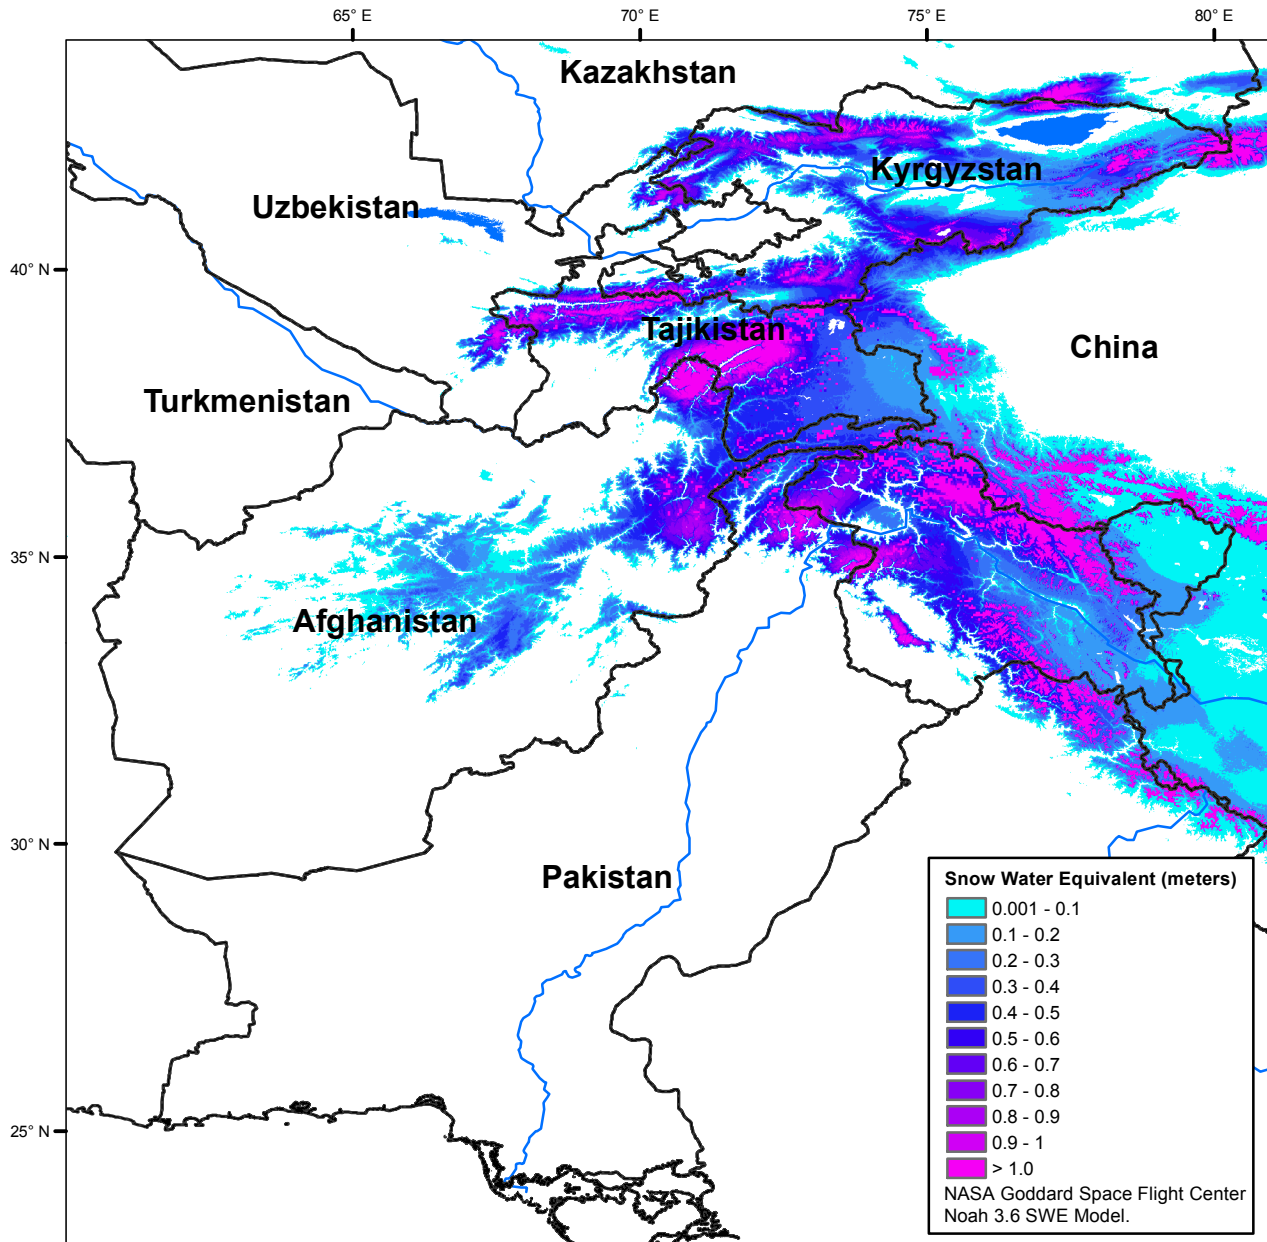 65° E
70° E
75° E
80° E
Kazakhstan
Kyrgyzstan
Uzbekistan
40° N
Tajikistan
China
Turkmenistan
35° N
Afghanistan
30° N
Pakistan
25° N
Snow Water Equivalent (meters)
0.001 - 0.1
0.1 - 0.2
0.2 - 0.3
0.3 - 0.4
0.4 - 0.5
0.5 - 0.6
0.6 - 0.7
0.7 - 0.8
0.8 - 0.9
0.9 - 1
> 1.0
NASA Goddard Space Flight Center
Noah 3.6 SWE Model.